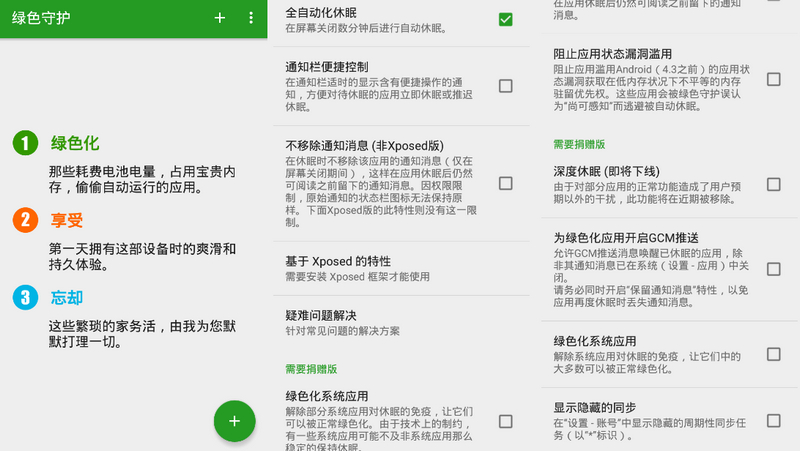 绿色守护
1 绿色化
那些耗费电池电量，占用宝贵内
存，偷偷自动运行的应用。
2 享受
第一天拥有这部设备时的爽滑和
持久体验。
3 忘却
这些繁琐的家务活，由我为您默
默打理一切。
全自动化休眠
在屏幕关闭数分钟后进行自动休眠。
通知栏便捷控制
在通知栏适时的显示含有便捷操作的通
知，方便对待休眠的应用立即休眠或推迟
休眠。
不移除通知消息 (非Xposed版)
在休眠时不移除该应用的通知消息（仅在
屏幕关闭期间），这样在应用休眠后仍然
可阅读之前留下的通知消息。因权限限
制，原始通知的状态栏图标无法保持原
样。下面Xposed版的此特性则没有这一限
制。
基于 Xposed 的特性
需要安装 Xposed 框架才能使用
疑难问题解决
针对常见问题的解决方案
需要捐赠版
绿色化系统应用
解除部分系统应用对休眠的免疫，让它们
可以被正常绿色化。由于技术上的制约，
有一些系统应用可能不及非系统应用那么
稳定的保持休眠。
在应用休眠后仍然可阅读之前留下的通知
消息。
阻止应用状态漏洞滥用
阻止应用滥用Android（4.3之前）的应用状
态漏洞获取在低内存状况下不平等的内存
驻留优先权。这些应用会被绿色守护误认
为“尚可感知”而逃避被自动休眠。
需要捐赠版
深度休眠 (即将下线)
由于对部分应用的正常功能造成了用户预
期以外的干扰，此功能将在近期被移除。
为绿色化应用开启GCM推送
允许GCM推送消息唤醒已休眠的应用，除
非其通知消息已在系统（设置 - 应用）中关
闭。
请务必同时开启“保留通知消息”特性，以免
应用再度休眠时丢失通知消息。
绿色化系统应用
解除系统应用对休眠的免疫，让它们中的
大多数可以被正常绿色化。
显示隐藏的同步
在“设置 - 账号”中显示隐藏的周期性同步任
务（以“*”标识）。